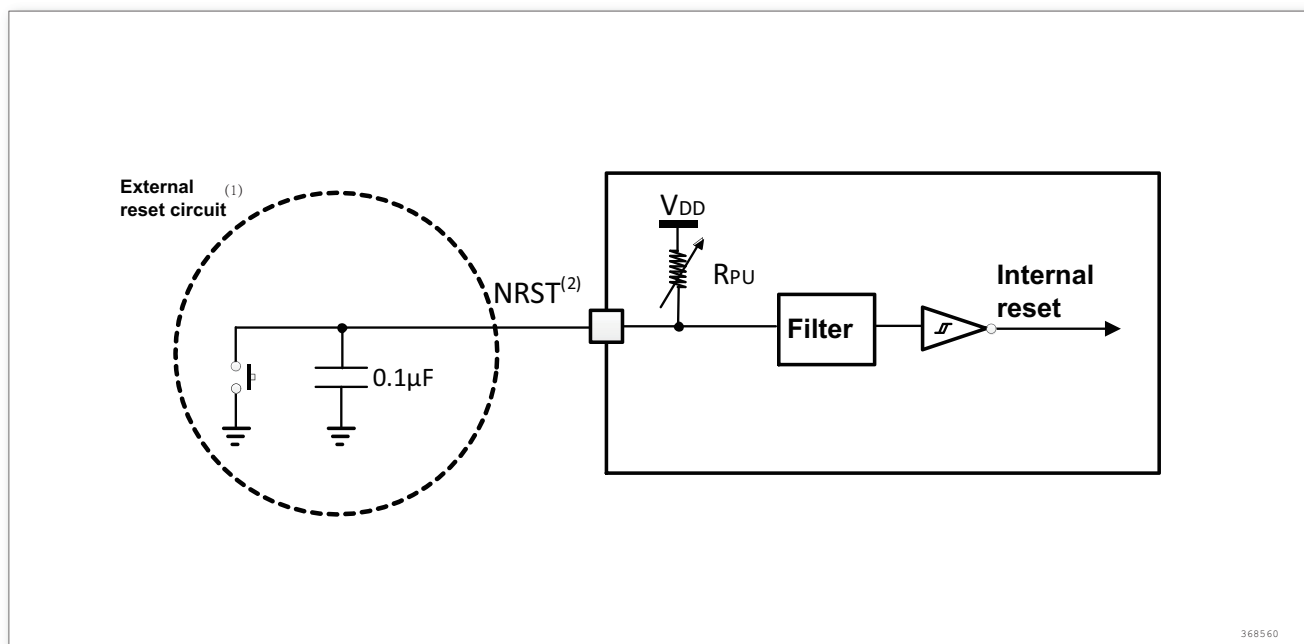 External (1)
reset circuit
VDD
RPU
NRST(2)
Internal
reset
Filter
0.1µF
368560